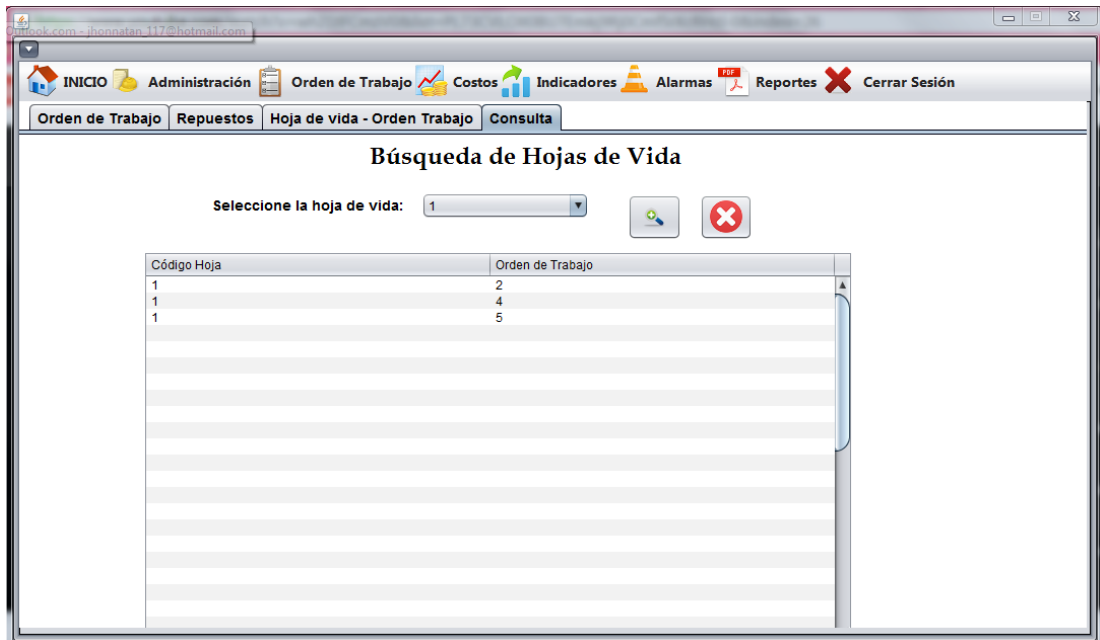 Outlook.com - jhonnatan_117@hotmail.com
INICIO Administración Orden de Trabajo Costos Indicadores Alarmas PDF Reportes Cerrar Sesión
Orden de Trabajo Repuestos Hoja de vida - Orden Trabajo Consulta
Búsqueda de Hojas de Vida
Seleccione la hoja de vida: 1
Código Hoja Orden de Trabajo
1 2
1 4
1 5